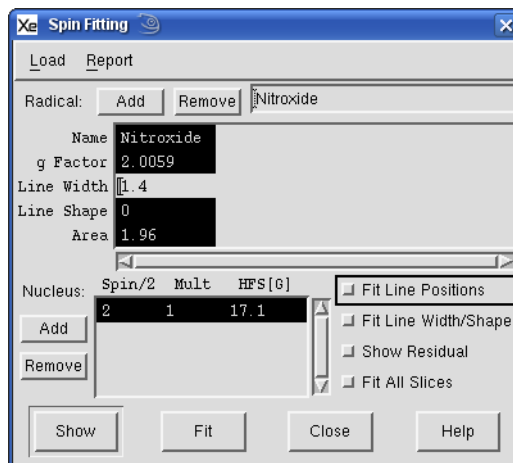 Xe Spin Fitting
Load Report
Radical: Add Remove Nitroxide
Name Nitroxide
g Factor 2.0059
Line Width 1.4
Line Shape 0
Area 1.96
Nucleus: Spin/2 Mult HFS[G]
2 1 17.1
Add
Remove
Fit Line Positions
Fit Line Width/Shape
Show Residual
Fit All Slices
Show Fit Close Help